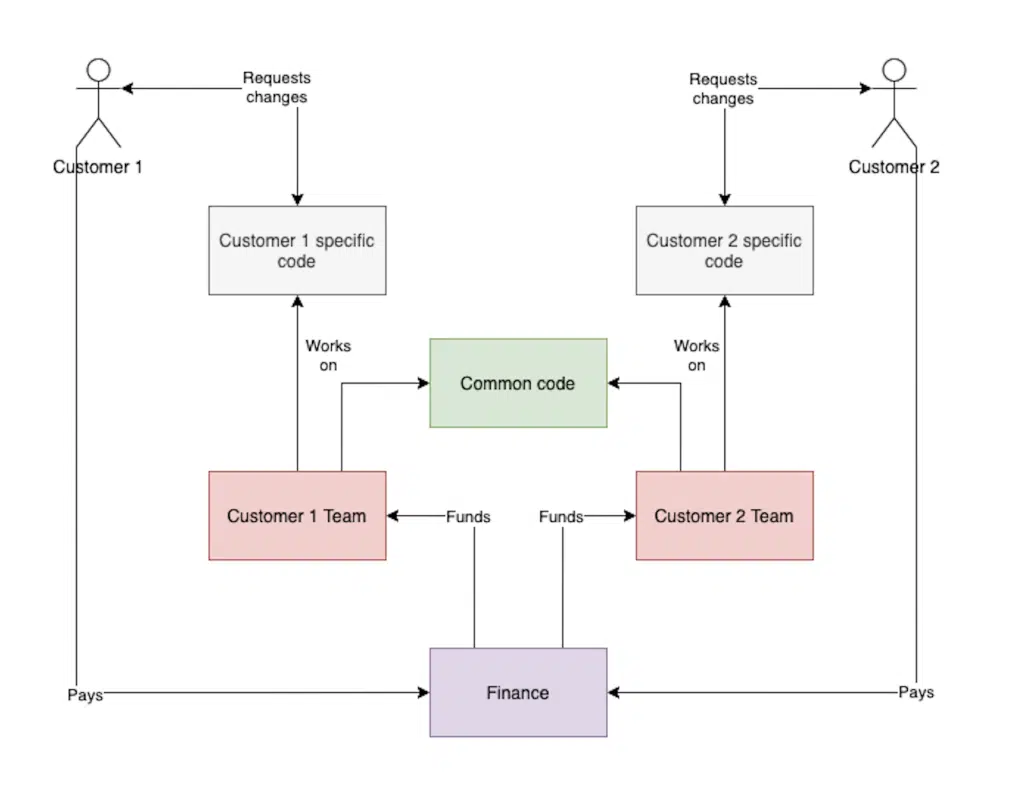 Requests
changes
Requests
changes
Customer 1
Customer 2
Customer 1 specific
code
Customer 2 specific
code
Works
on
Works
on
Common code
Customer 1 Team
Funds
Funds
Customer 2 Team
Finance
Pays
Pays